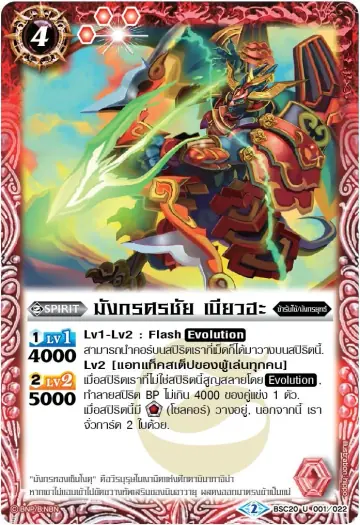 4
SPIRIT มังกรศรชัย เบียวฮะ
1 LV1
4000
2 LV2
5000
Lv1-Lv2 : Flash Evolution
สามารถนำคอร์บนสปิริตเรากี่เม็ดก็ได้มาวางบนสปิริตนี้.
Lv2 [แอทแท็คสเต็ปของผู้เล่นทุกคน]
เมื่อสปิริตเราที่ไม่ใช่สปิริตนี้สูญสลายโดย Evolution ,
ทำลายสปิริต BP ไม่เกิน 4000 ของคู่แข่ง 1 ตัว.
เมื่อสปิริตนี้มี (โซลคอร์) วางอยู่, นอกจากนี้ เรา
จั่วการ์ด 2 ใบด้วย.
©BNP/B,NBN
2
BSC20 U 001/022